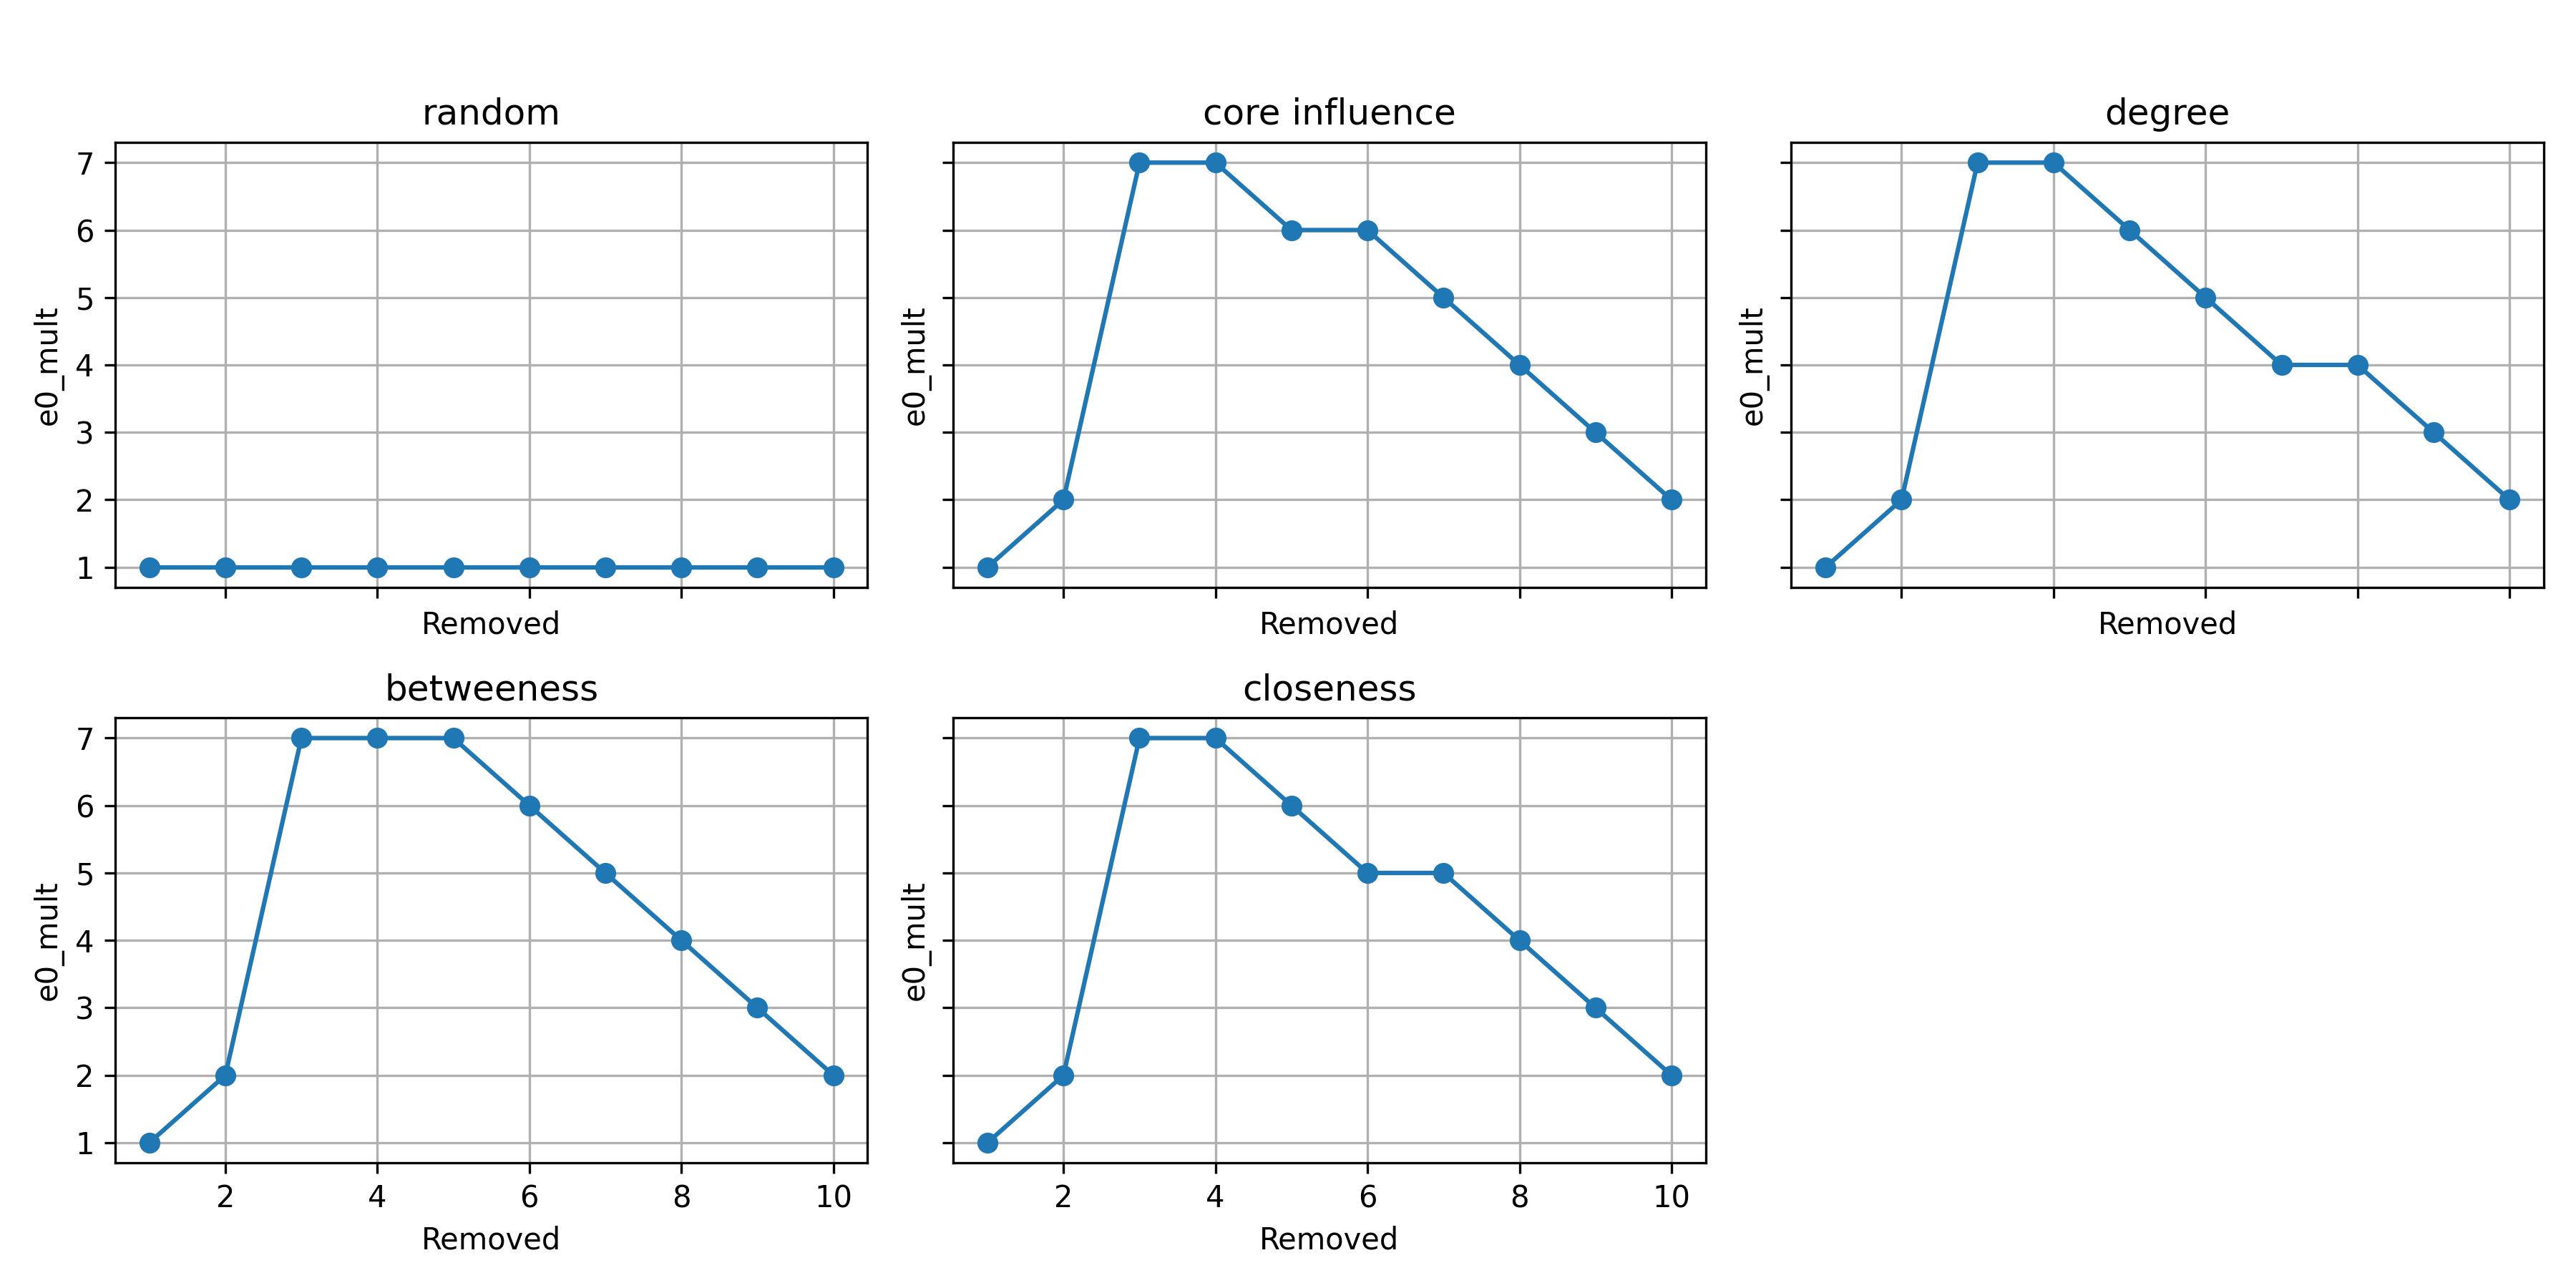 random
core influence
degree
7
6
5
4
3
2
1
e0_mult
e0_mult
e0_mult
Removed
Removed
Removed
betweeness
closeness
7
6
5
4
3
2
1
e0_mult
e0_mult
2 4 6 8 10
2 4 6 8 10
Removed
Removed